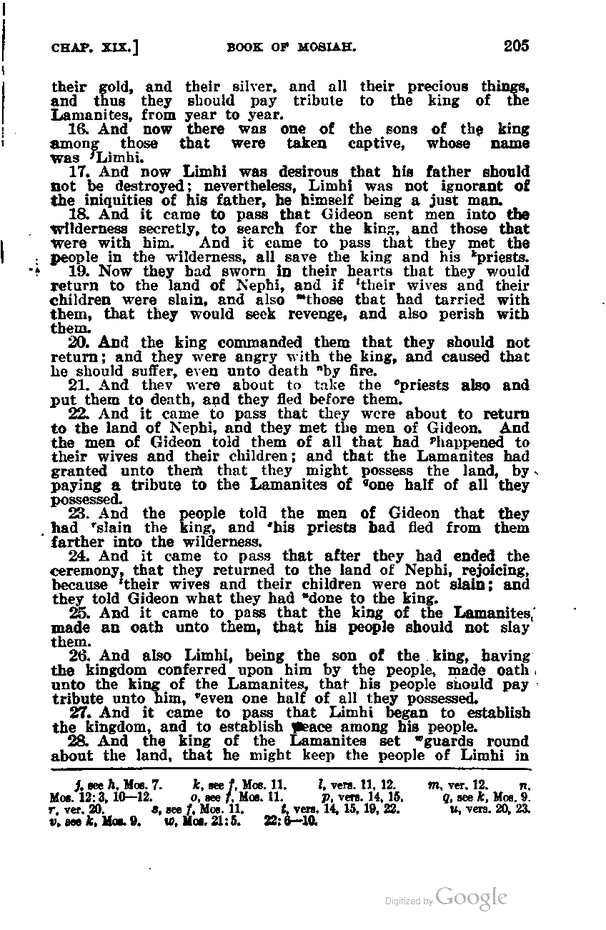 CHAP. XIX.] BOOK OF MOSIAH. 205
their gold, and their silver, and all their precious things,
and thus they should pay tribute to the king of the
Lamanites, from year to year.
16. And now there was one of the sons of the king
among those that were taken captive, whose name
was jLimhi.
17. And now Limhi was desirous that his father should
not be destroyed; nevertheless, Limhi was not ignorant of
the iniquities of his father, he himself being a just man.
18. And it came to pass that Gideon sent men into the
wilderness secretly, to search for the king, and those that
were with him. And it came to pass that they met the
people in the wilderness, all save the king and his kpriests.
19. Now they had sworn in their hearts that they would
return to the land of Nephi, and if ltheir wives and their
children were slain, and also mthose that had tarried with
them, that they would seek revenge, and also perish with
them.
20. And the king commanded them that they should not
return; and they were angry with the king, and caused that
he should suffer, even unto death nby fire.
21. And they were about to take the opriests also and
put them to death, and they fled before them.
22. And it came to pass that they were about to return
to the land of Nephi, and they met the men of Gideon. And
the men of Gideon told them of all that had phappened to
their wives and their children; and that the Lamanites had
granted unto them that they might possess the land, by
paying a tribute to the Lamanites of qone half of all they
possessed.
23. And the people told the men of Gideon that they
had rslain the king, and shis priests had fled from them
farther into the wilderness.
24. And it came to pass that after they had ended the
ceremony, that they returned to the land of Nephi, rejoicing,
because ttheir wives and their children were not slain; and
they told Gideon what they had udone to the king.
25. And it came to pass that the king of the Lamanites
made an oath unto them, that his people should not slay
them.
26. And also Limhi, being the son of the king, having
the kingdom conferred upon him by the people, made oath
unto the king of the Lamanites, that his people should pay
tribute unto him, veven one half of all they possessed.
27. And it came to pass that Limhi began to establish
the kingdom, and to establish peace among his people.
28. And the king of the Lamanites set wguards round
about the land, that he might keep the people of Limhi in
j, see h, Mos. 7. k, see f, Mos. 11. l, vers. 11, 12. m, ver. 12. n,
Mos. 12:3, 10—12. o, see f, Mos. 11. p, vers. 14, 15. q, see k, Mos. 9.
r, ver. 20. s, see f, Mos. 11. t, vers. 14, 15, 19, 22. u, vers. 20, 23.
v, see k, Mos. 9. w, Mos. 21:5. 22:6—10.
Digitized by Google